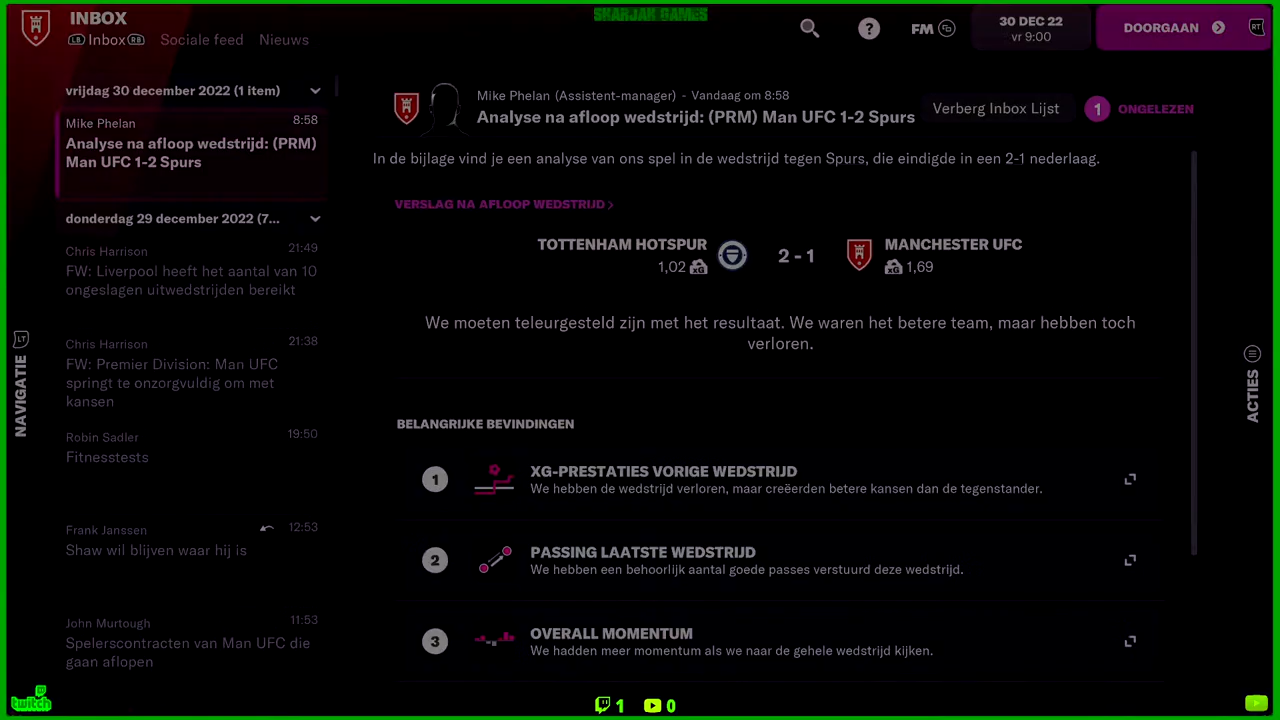 SKARJAK GAMES
INBOX
LB Inbox RB Sociale feed Nieuws
FM
30 DEC 22
vr 9:00
DOORGAAN
RT
vrijdag 30 december 2022 (1 item)
Mike Phelan 8:58
Analyse na afloop wedstrijd: (PRM)
Man UFC 1-2 Spurs
donderdag 29 december 2022 (7...
Chris Harrison 21:49
FW: Liverpool heeft het aantal van 10
ongeslagen uitwedstrijden bereikt
Chris Harrison 21:38
FW: Premier Division: Man UFC
springt te onzorgvuldig om met
kansen
Robin Sadler 19:50
Fitnesstests
Frank Janssen 12:53
Shaw wil blijven waar hij is
John Murtough 11:53
Spelerscontracten van Man UFC die
gaan aflopen
LT
NAVIGATIE
Mike Phelan (Assistent-manager) - Vandaag om 8:58
Analyse na afloop wedstrijd: (PRM) Man UFC 1-2 Spurs
Verberg Inbox Lijst
1 ONGELEZEN
In de bijlage vind je een analyse van ons spel in de wedstrijd tegen Spurs, die eindigde in een 2-1 nederlaag.
VERSLAG NA AFLOOP WEDSTRIJD >
TOTTENHAM HOTSPUR 2 - 1 MANCHESTER UFC
1,02 XG XG 1,69
We moeten teleurgesteld zijn met het resultaat. We waren het betere team, maar hebben toch
verloren.
BELANGRIJKE BEVINDINGEN
1 XG-PRESTATIES VORIGE WEDSTRIJD
We hebben de wedstrijd verloren, maar creëerden betere kansen dan de tegenstander.
2 PASSING LAATSTE WEDSTRIJD
We hebben een behoorlijk aantal goede passes verstuurd deze wedstrijd.
3 OVERALL MOMENTUM
We hadden meer momentum als we naar de gehele wedstrijd kijken.
ACTIES
twitch
1 0